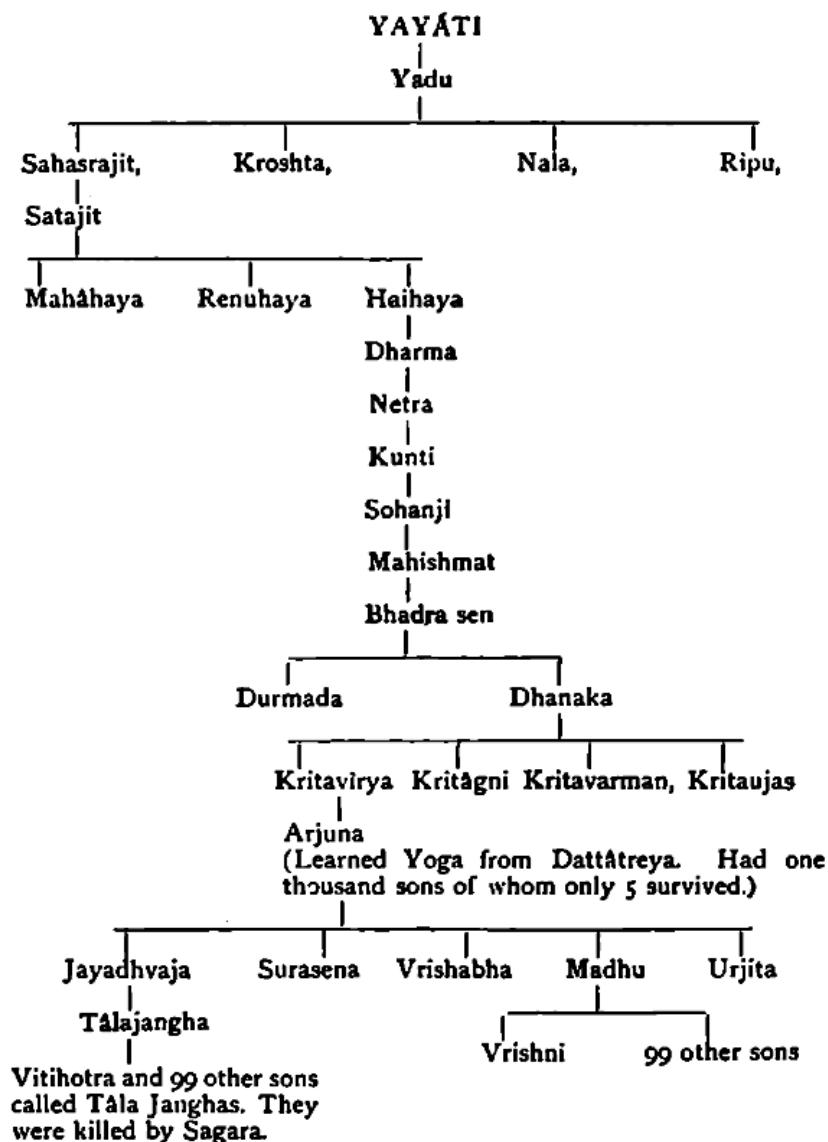 YAYÁTI
Yadu
Sahasrajit, Kroshta, Nala, Ripu,
Satajit
Mahâhaya Renuhaya Haihaya
Dharma
Netra
Kunti
Sohanji
Mahishmat
Bhadra sen
Durmada Dhanaka
Kritavîrya Kritâgni Kritavarman, Kritaujas
Arjuna
(Learned Yoga from Dattâtreya. Had one
thousand sons of whom only 5 survived.)
Jayadhvaja Surasena Vrishabha Madhu Urjita
Tâlajangha
Vrishni 99 other sons
Vitihotra and 99 other sons
called Tâla Janghas. They
were killed by Sagara.